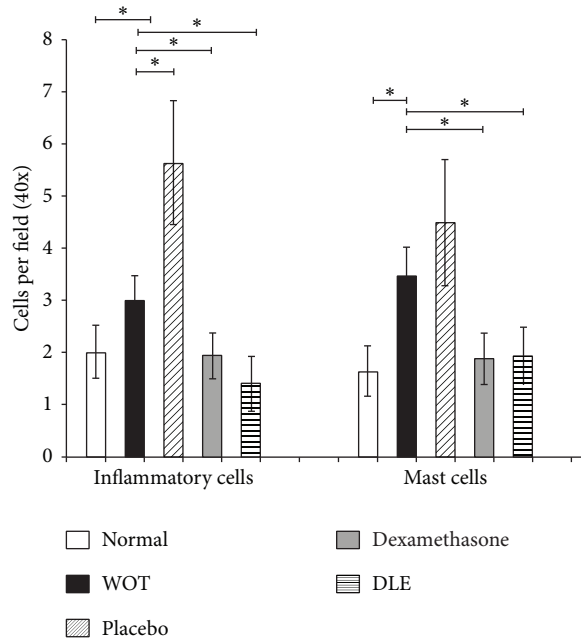 * * * * * * * *
8
7
6
5
4
3
2
1
0
Cells per field (40x)
Inflammatory cells Mast cells
Normal Dexamethasone
WOT DLE
Placebo